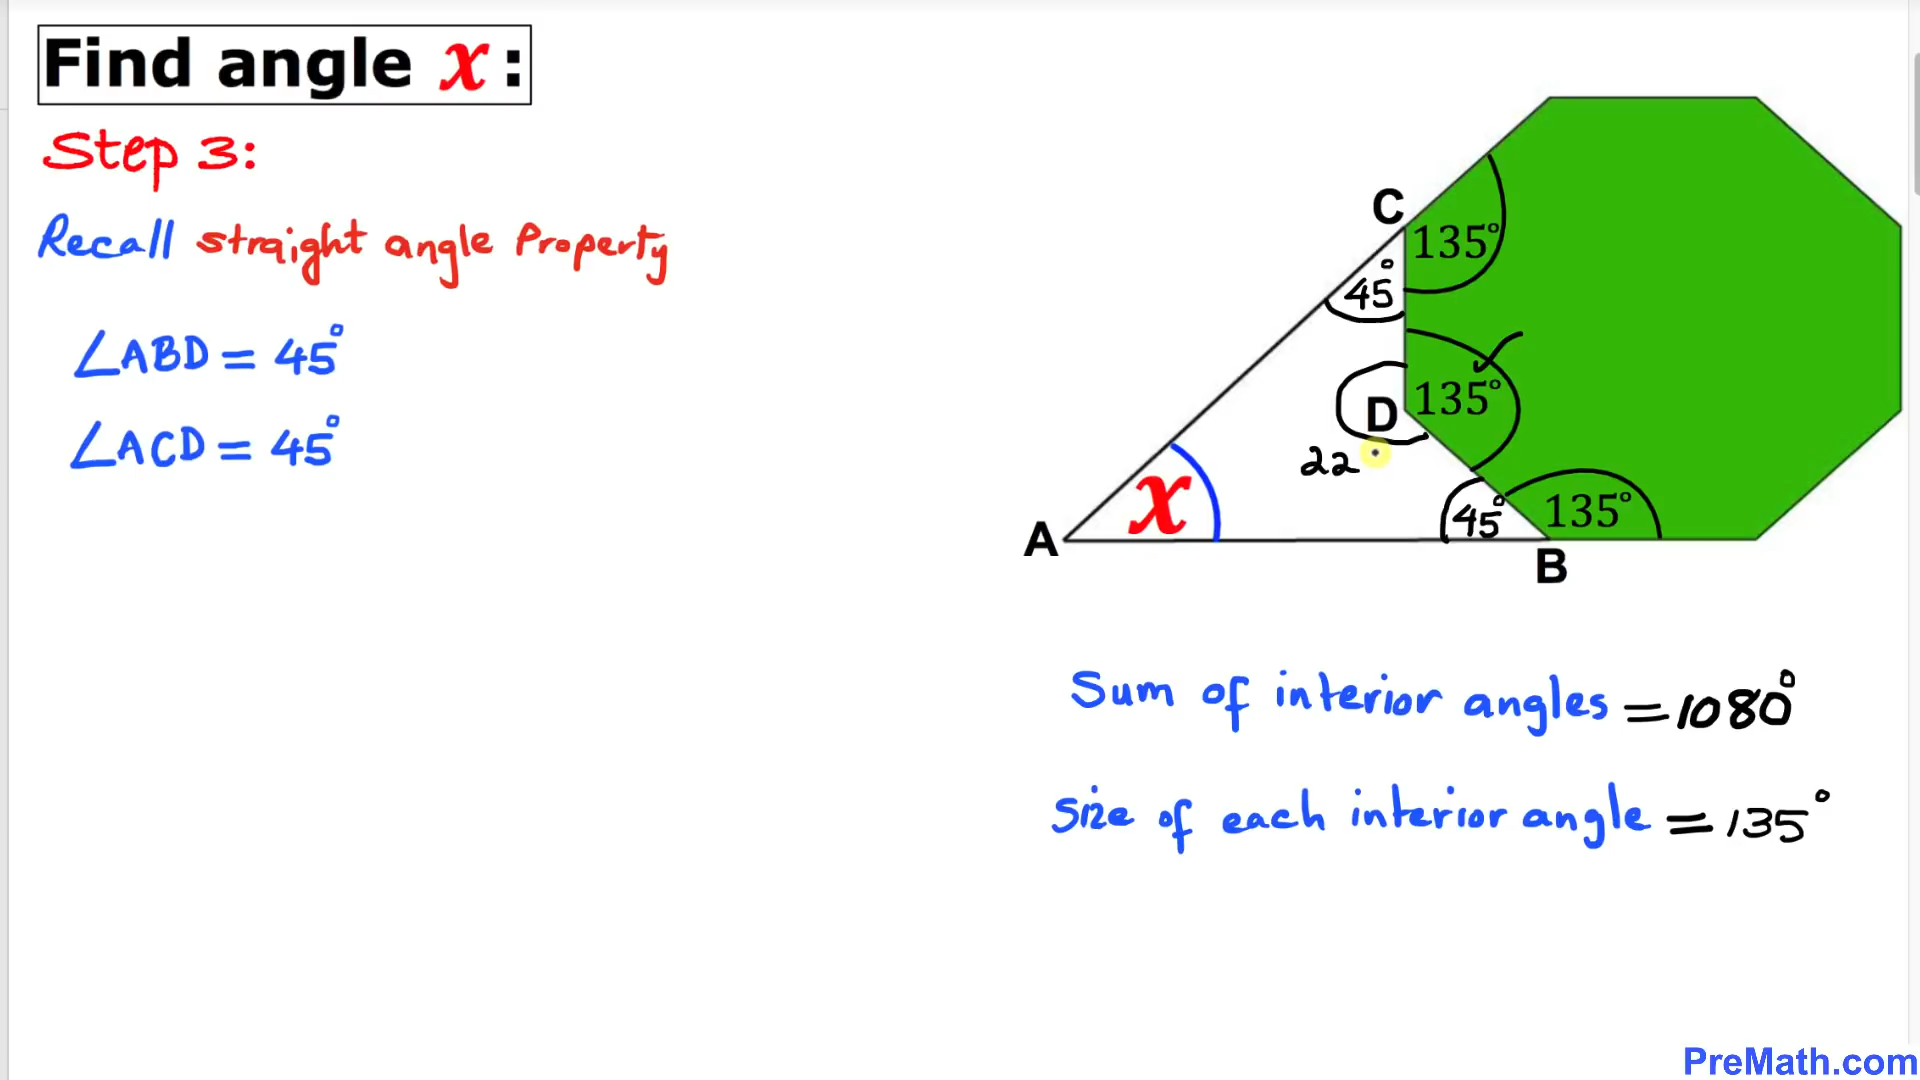 Find angle x:
Step 3:
Recall straight angle Property
∠ABD = 45°
∠ACD = 45°
C
135°
45°
135°
D
22
x
A
45°
135°
B
Sum of interior angles = 1080°
Size of each interior angle = 135°
PreMath.com